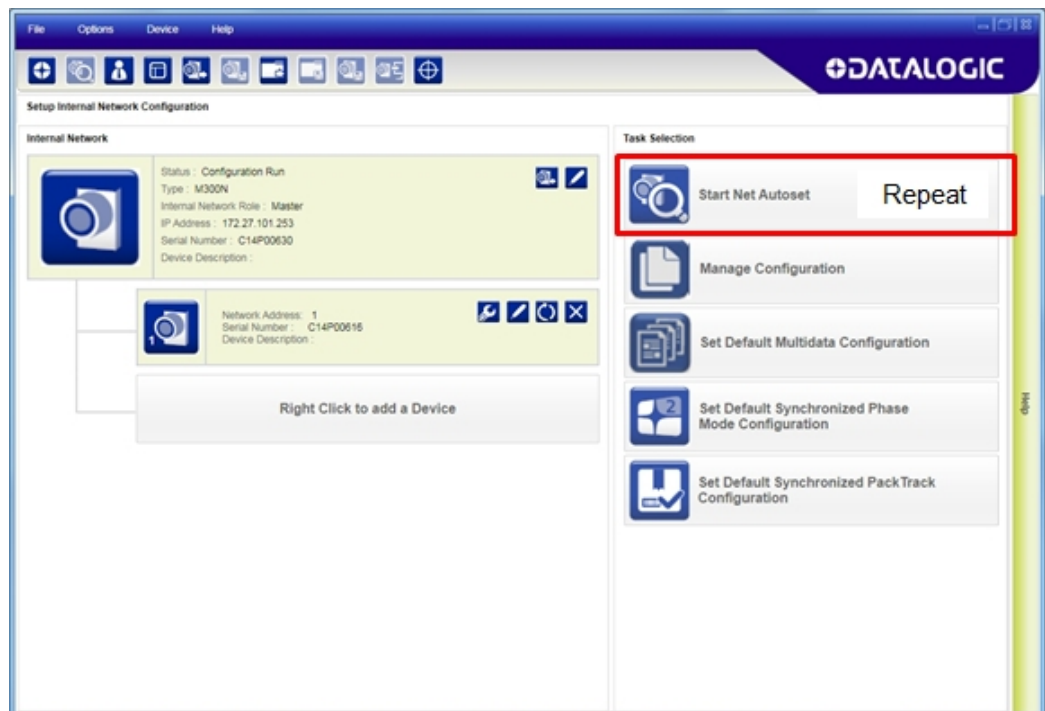 File Options Device Help
DATALOGIC
Setup Internal Network Configuration
Internal Network
Status : Configuration Run
Type : M300N
Internal Network Role : Master
IP Address : 172.27.101.253
Serial Number : C14P00630
Device Description :
1
Network Address: 1
Serial Number : C14P00616
Device Description :
Right Click to add a Device
Task Selection
Start Net Autoset
Repeat
Manage Configuration
Set Default Multidata Configuration
2
Set Default Synchronized Phase
Mode Configuration
Set Default Synchronized PackTrack
Configuration
Help